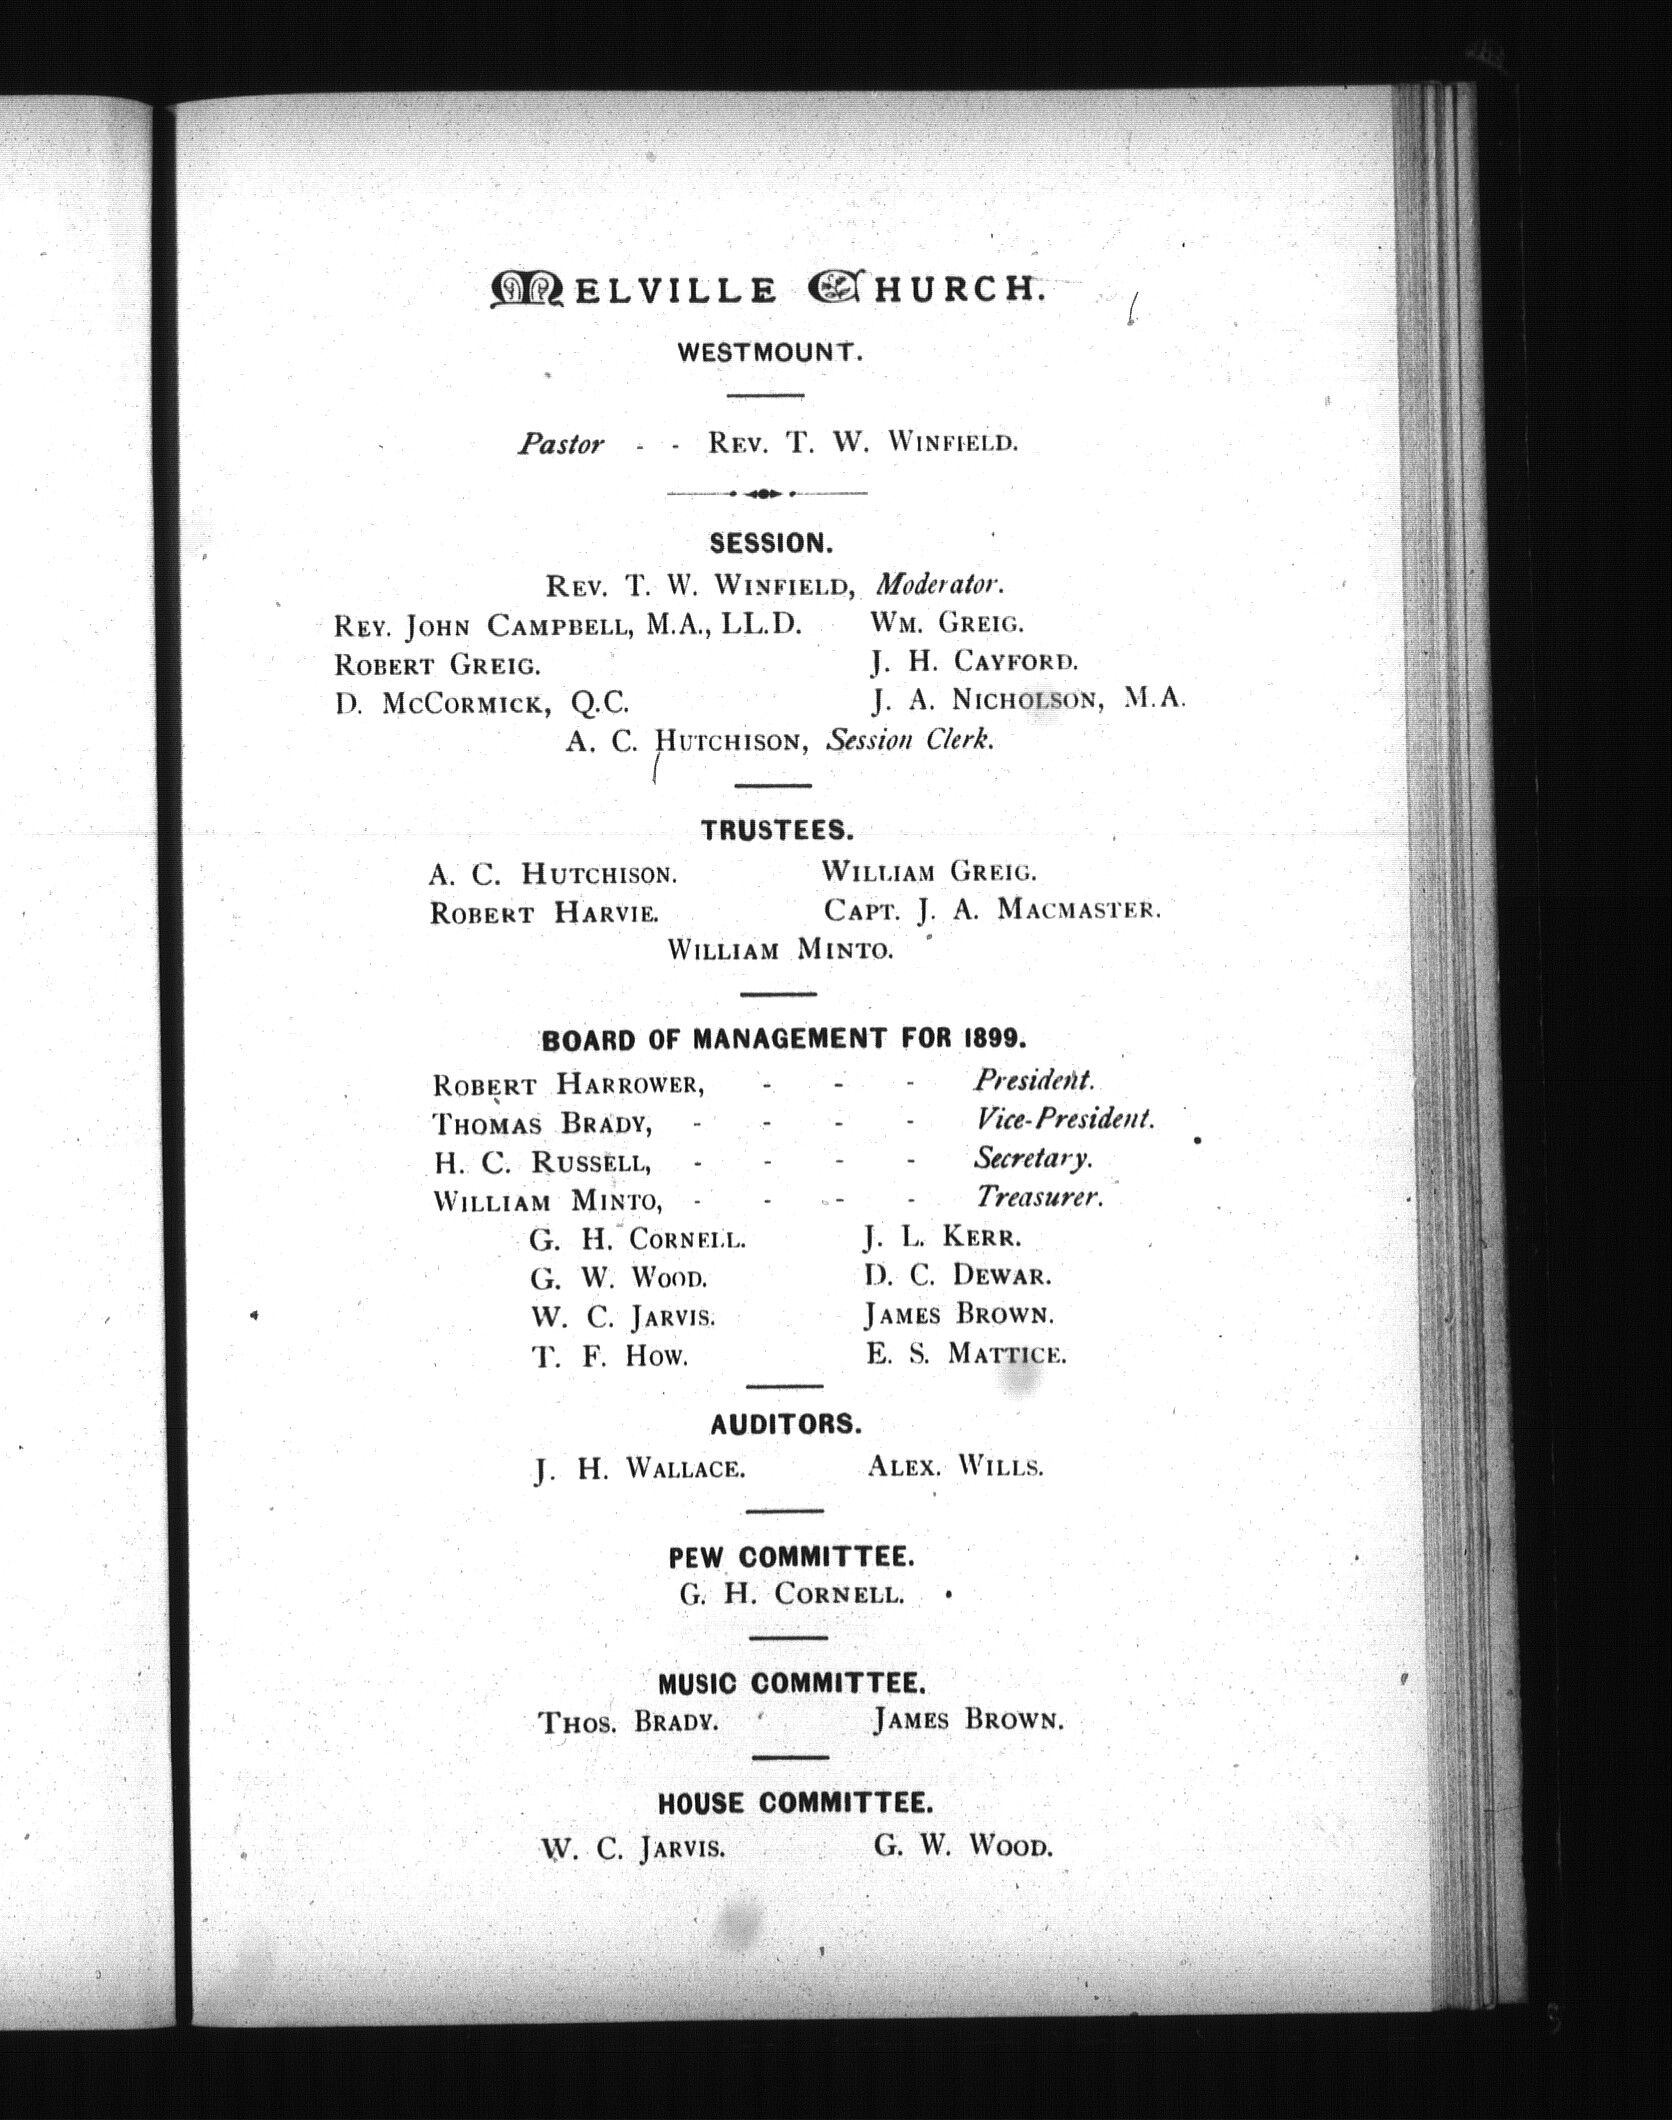 MELVILLE CHURCH.
WESTMOUNT.
Pastor - - REV. T. W. WINFIELD.
SESSION.
REV. T. W. WINFIELD, Moderator.
REV. JOHN CAMPBELL, M.A., LL.D. WM. GREIG.
ROBERT GREIG. J. H. CAYFORD.
D. MCCORMICK, Q.C. J. A. NICHOLSON, M.A.
A. C. HUTCHISON, Session Clerk.
TRUSTEES.
A. C. HUTCHISON. WILLIAM GREIG.
ROBERT HARVIE. CAPT. J. A. MACMASTER.
WILLIAM MINTO.
BOARD OF MANAGEMENT FOR 1899.
ROBERT HARROWER, - - - President.
THOMAS BRADY, - - - - Vice-President.
H. C. RUSSELL, - - - - Secretary.
WILLIAM MINTO, - - - - Treasurer.
G. H. CORNELL. J. L. KERR.
G. W. WOOD. D. C. DEWAR.
W. C. JARVIS. JAMES BROWN.
T. F. HOW. E. S. MATTICE.
AUDITORS.
J. H. WALLACE. ALEX. WILLS.
PEW COMMITTEE.
G. H. CORNELL.
MUSIC COMMITTEE.
THOS. BRADY. JAMES BROWN.
HOUSE COMMITTEE.
W. C. JARVIS. G. W. WOOD.